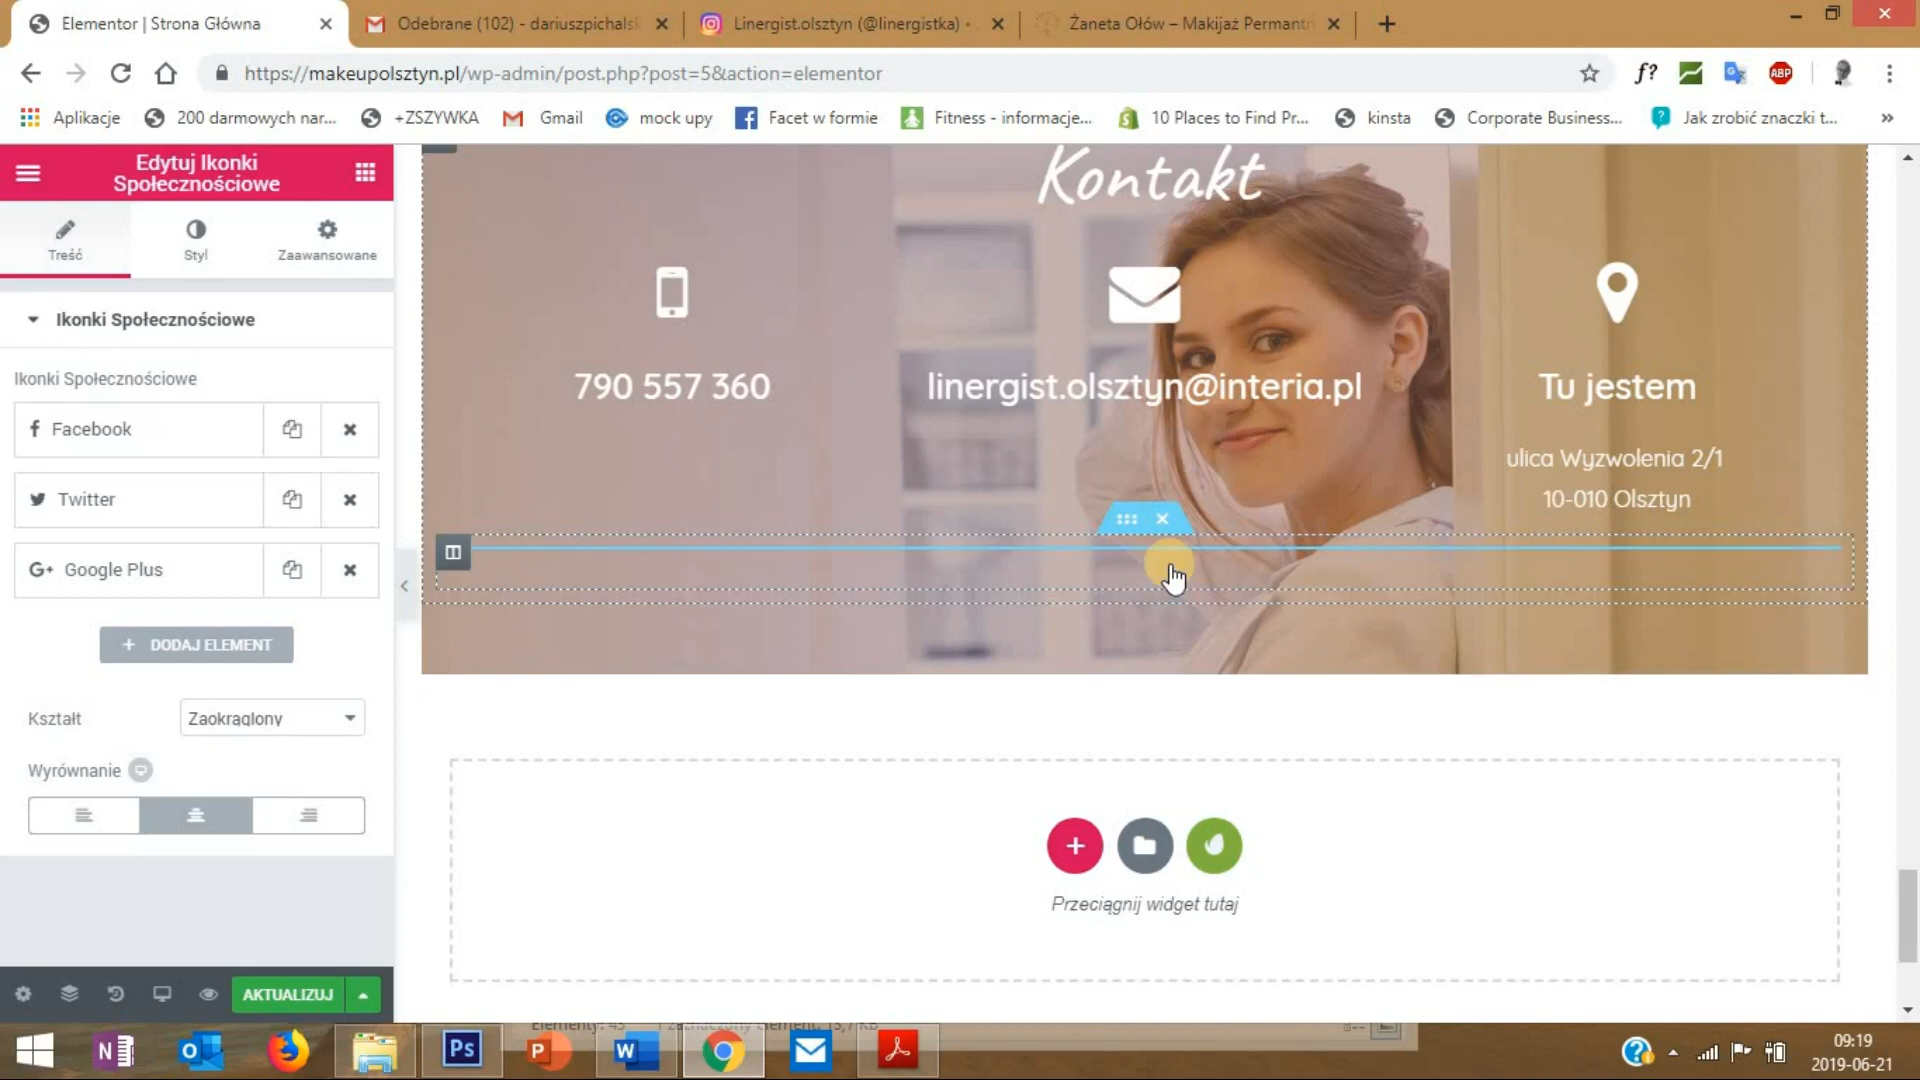 Elementor | Strona Główna
Odebrane (102) - dariuszpichalsk
Linergist.olsztyn (@linergistka) •
Żaneta Ołów – Makijaż Permantn
https://makeupolsztyn.pl/wp-admin/post.php?post=5&action=elementor
f?
ABP
Aplikacje
200 darmowych nar...
+ZSZYWKA
Gmail
mock upy
Facet w formie
Fitness - informacje...
10 Places to Find Pr...
kinsta
Corporate Business...
Jak zrobić znaczki t...
»
Edytuj Ikonki
Społecznościowe
Treść
Styl
Zaawansowane
Ikonki Społecznościowe
Ikonki Społecznościowe
Facebook
Twitter
G+ Google Plus
+ DODAJ ELEMENT
Kształt
Zaokrąglony
Wyrównanie
AKTUALIZUJ
Kontakt
790 557 360
linergist.olsztyn@interia.pl
Tu jestem
ulica Wyzwolenia 2/1
10-010 Olsztyn
Przeciągnij widget tutaj
Ps
09:19
2019-06-21